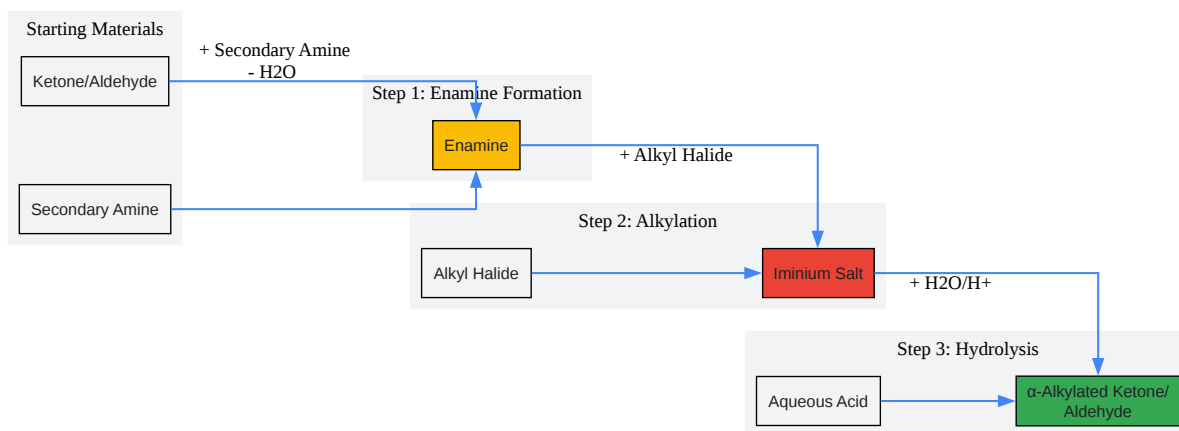 Starting Materials
Ketone/Aldehyde
+ Secondary Amine
- H2O
Step 1: Enamine Formation
Enamine
+ Alkyl Halide
Secondary Amine
Step 2: Alkylation
Alkyl Halide
Iminium Salt
+ H2O/H+
Step 3: Hydrolysis
Aqueous Acid
α-Alkylated Ketone/
Aldehyde